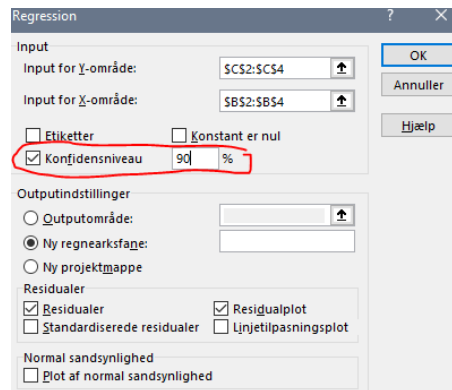 Regression ? ×
Input
Input for Y-område: $C$2:$C$4
Input for X-område: $B$2:$B$4
Etiketter Konstant er nul
Konfidensniveau 90 %
OK
Annuller
Hjælp
Outputindstillinger
Outputområde:
Ny regnearksfane:
Ny projektmappe
Residualer
Residualer Residualplot
Standardiserede residualer Linjetilpasningsplot
Normal sandsynlighed
Plot af normal sandsynlighed